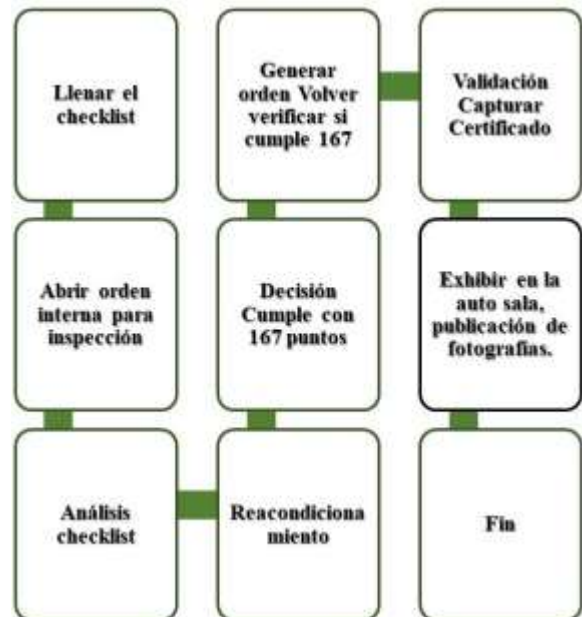 Llenar el
checklist
Abrir orden
interna para
inspección
Análisis
checklist
Reacondiciona
miento
Decisión
Cumple con
167 puntos
Generar
orden Volver
verificar si
cumple 167
Validación
Capturar
Certificado
Exhibir en la
auto sala,
publicación de
fotografías.
Fin